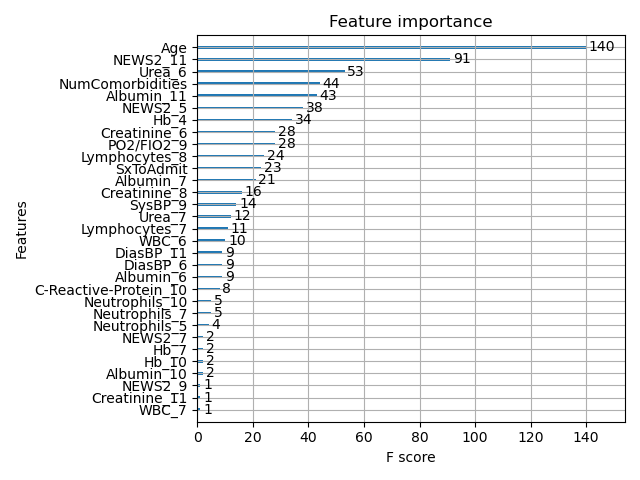 Feature importance
Age 140
NEWS2_11 91
Urea_6 53
NumComorbidities 44
Albumin_11 43
NEWS2_5 38
Hb_4 34
Creatinine_6 28
PO2/FIO2_9 28
Lymphocytes_8 24
SxToAdmit 23
Albumin_7 21
Creatinine_8 16
SysBP_9 14
Urea_7 12
Lymphocytes_7 11
WBC_6 10
DiasBP_11 9
DiasBP_6 9
Albumin_6 9
C-Reactive-Protein_10 8
Neutrophils_10 5
Neutrophils_7 5
Neutrophils_5 4
NEWS2_7 2
Hb_7 2
Hb_10 2
Albumin_10 2
NEWS2_9 1
Creatinine_11 1
WBC_7 1
Features
0 20 40 60 80 100 120 140
F score